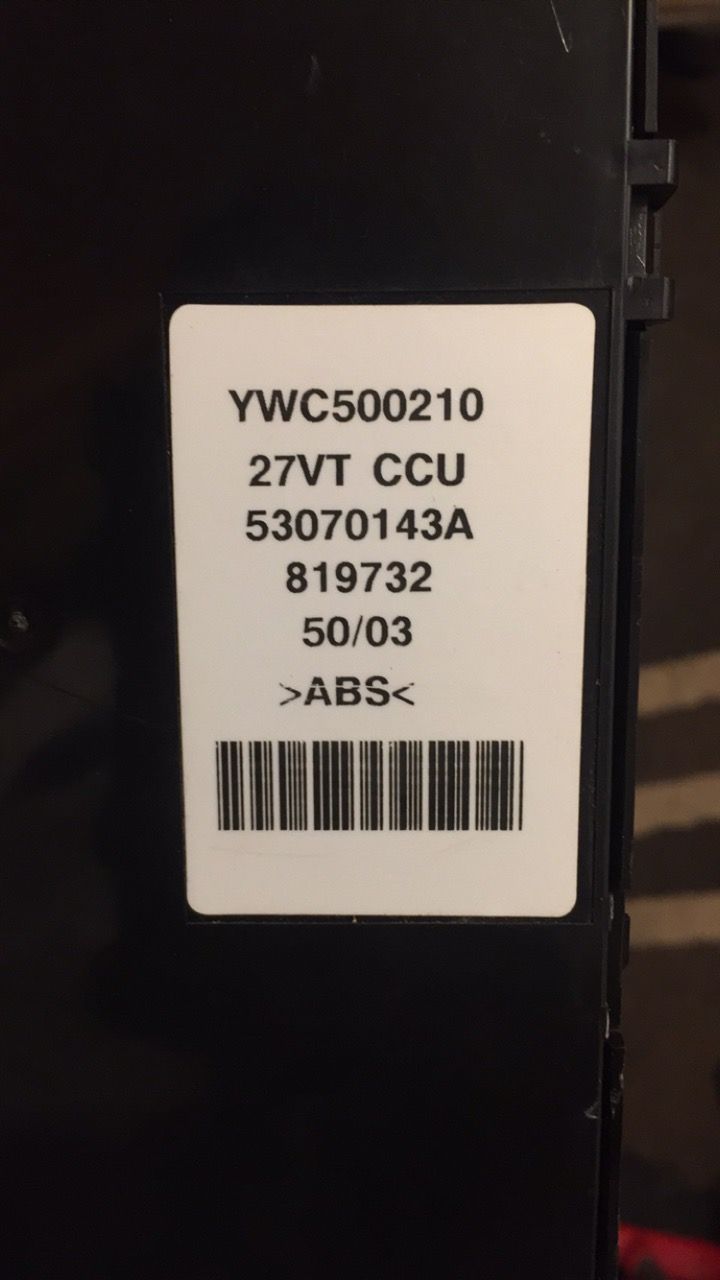 YWC500210
27VT CCU
53070143A
819732
50/03
>ABS<